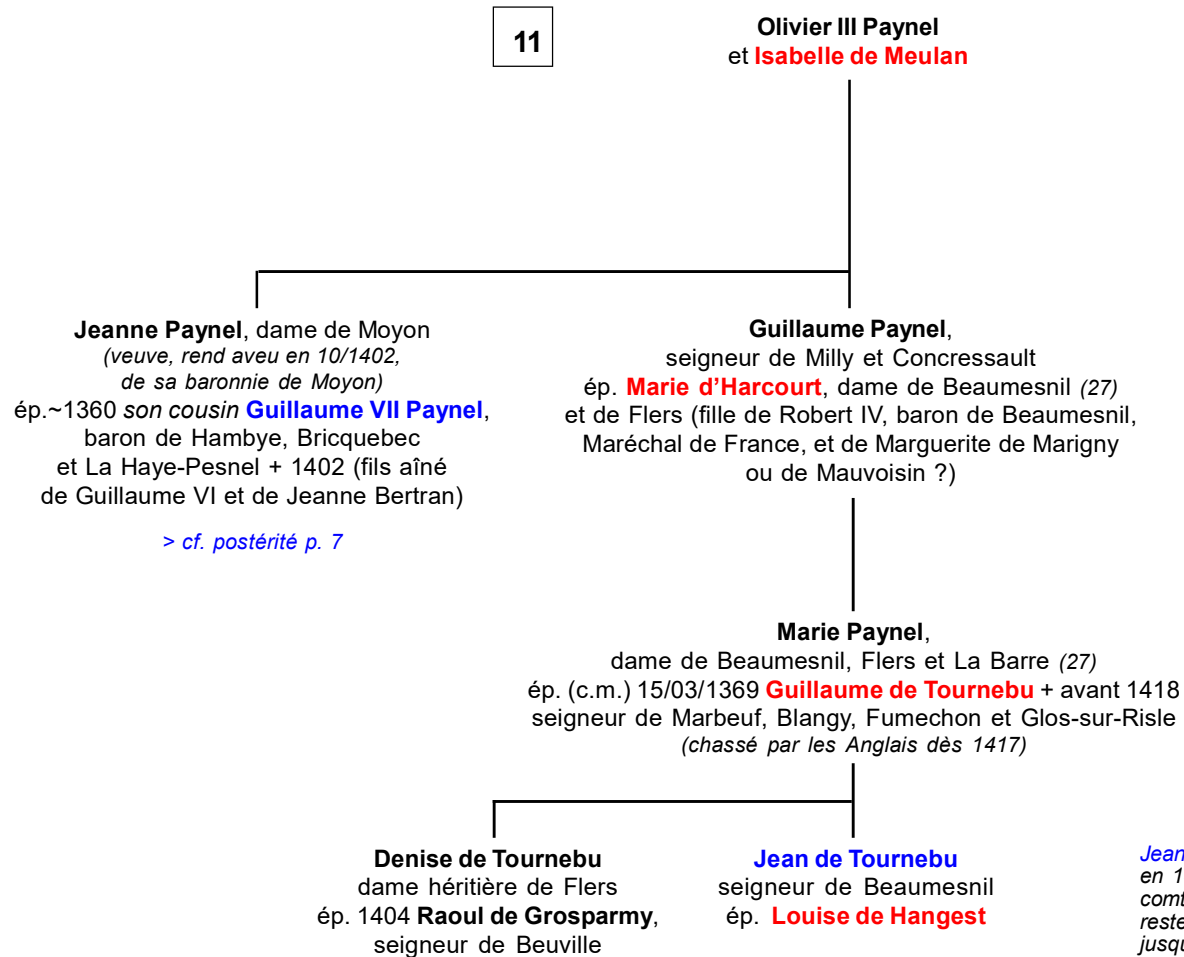 11
Olivier III Paynel
et Isabelle de Meulan
Jeanne Paynel, dame de Moyon
(veuve, rend aveu en 10/1402,
de sa baronnie de Moyon)
ép.~1360 son cousin Guillaume VII Paynel,
baron de Hambye, Bricquebec
et La Haye-Pesnel + 1402 (fils aîné
de Guillaume VI et de Jeanne Bertran)
> cf. postérité p. 7
Guillaume Paynel,
seigneur de Milly et Concressault
ép. Marie d'Harcourt, dame de Beaumesnil (27)
et de Flers (fille de Robert IV, baron de Beaumesnil,
Maréchal de France, et de Marguerite de Marigny
ou de Mauvoisin ?)
Marie Paynel,
dame de Beaumesnil, Flers et La Barre (27)
ép. (c.m.) 15/03/1369 Guillaume de Tournebu + avant 1418
seigneur de Marbeuf, Blangy, Fumechon et Glos-sur-Risle
(chassé par les Anglais dès 1417)
Denise de Tournebu
dame héritière de Flers
ép. 1404 Raoul de Grosparmy,
seigneur de Beuville
Jean de Tournebu
seigneur de Beaumesnil
ép. Louise de Hangest
Jean
en 1
comt
reste
jusqu